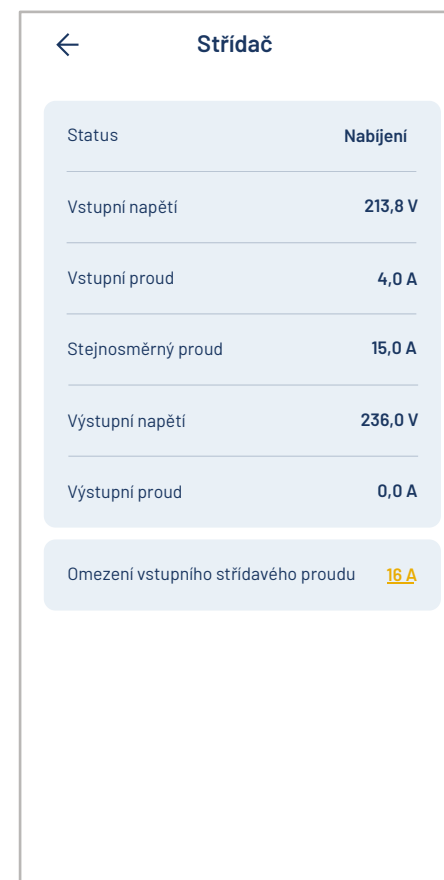 Střídač
Status Nabíjení
Vstupní napětí 213,8 V
Vstupní proud 4,0 A
Stejnosměrný proud 15,0 A
Výstupní napětí 236,0 V
Výstupní proud 0,0 A
Omezení vstupního střídavého proudu 16 A